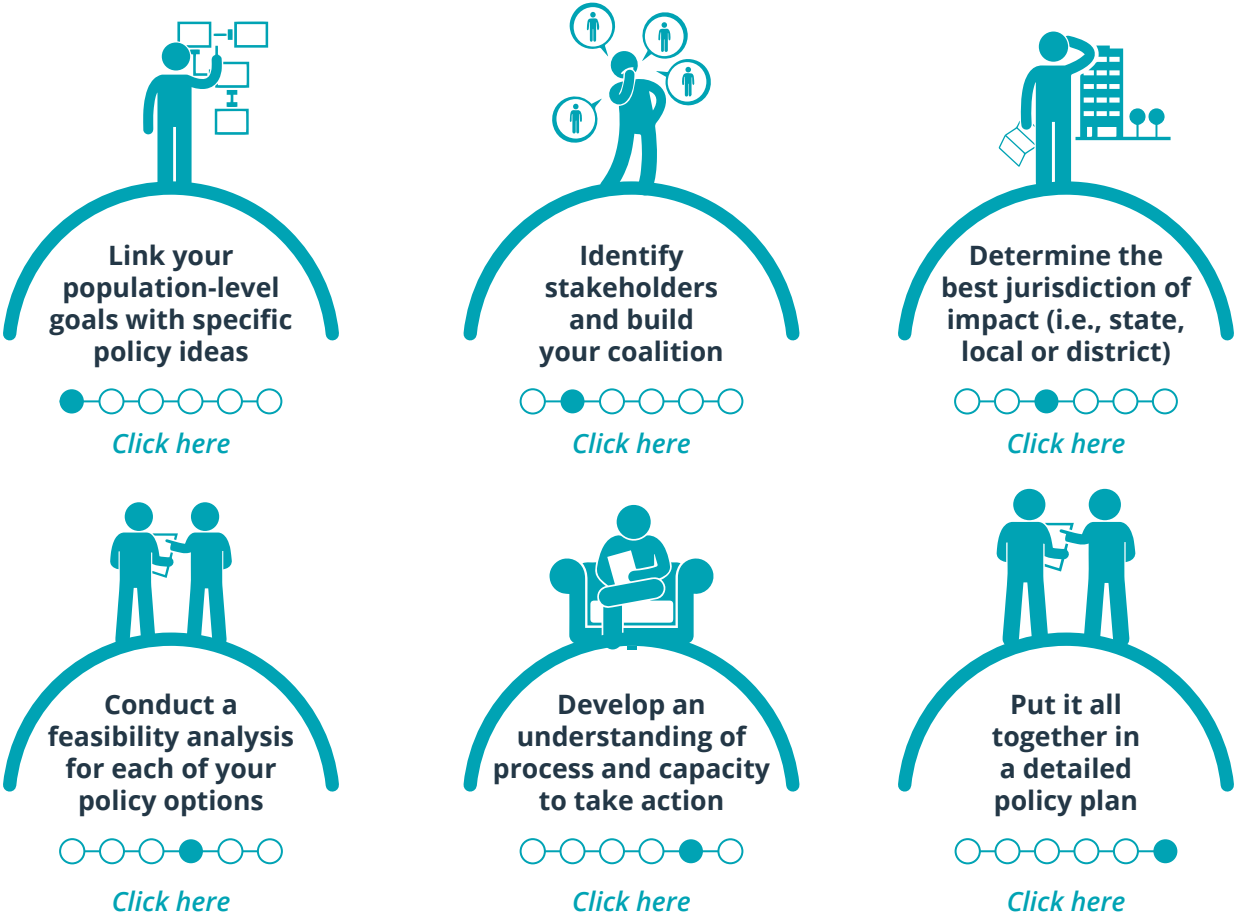 Link your
population-level
goals with specific
policy ideas
Click here
Identify
stakeholders
and build
your coalition
Click here
Determine the
best jurisdiction of
impact (i.e., state,
local or district)
Click here
Conduct a
feasibility analysis
for each of your
policy options
Click here
Develop an
understanding of
process and capacity
to take action
Click here
Put it all
together in
a detailed
policy plan
Click here